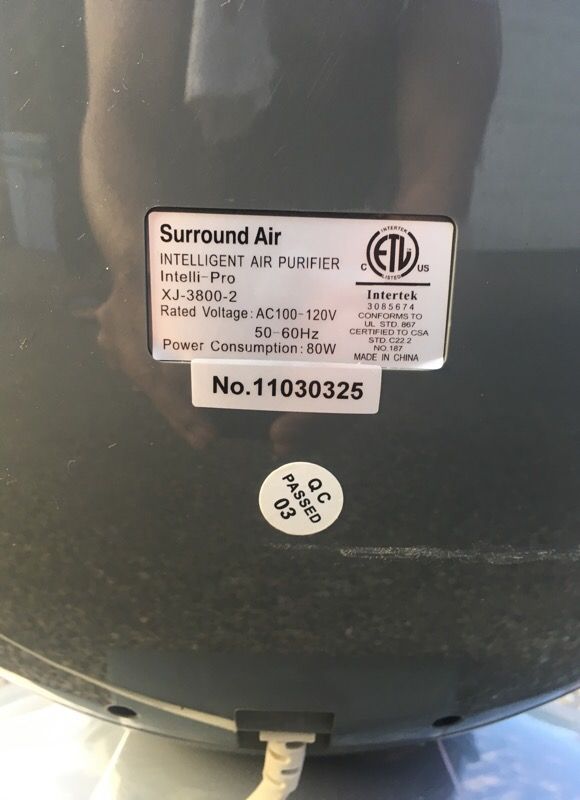 Surround Air
INTELLIGENT AIR PURIFIER
Intelli-Pro
XJ-3800-2
Rated Voltage: AC100-120V
50-60Hz
Power Consumption: 80W
INTERTEK
ETL
LISTED
C US
Intertek
3085674
CONFORMS TO
UL STD. 867
CERTIFIED TO CSA
STD. C22.2
NO.187
MADE IN CHINA
No.11030325
QC
PASSED
03